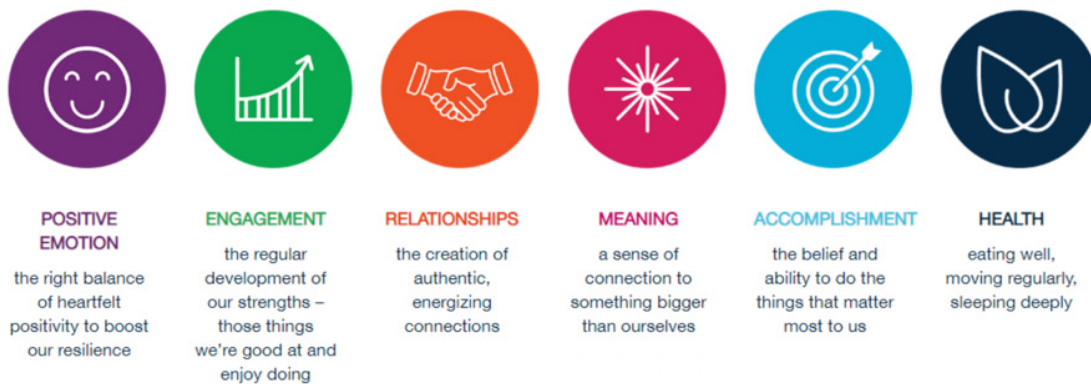 POSITIVE
EMOTION
the right balance
of heartfelt
positivity to boost
our resilience
ENGAGEMENT
the regular
development of
our strengths –
those things
we're good at and
enjoy doing
RELATIONSHIPS
the creation of
authentic,
energizing
connections
MEANING
a sense of
connection to
something bigger
than ourselves
ACCOMPLISHMENT
the belief and
ability to do the
things that matter
most to us
HEALTH
eating well,
moving regularly,
sleeping deeply